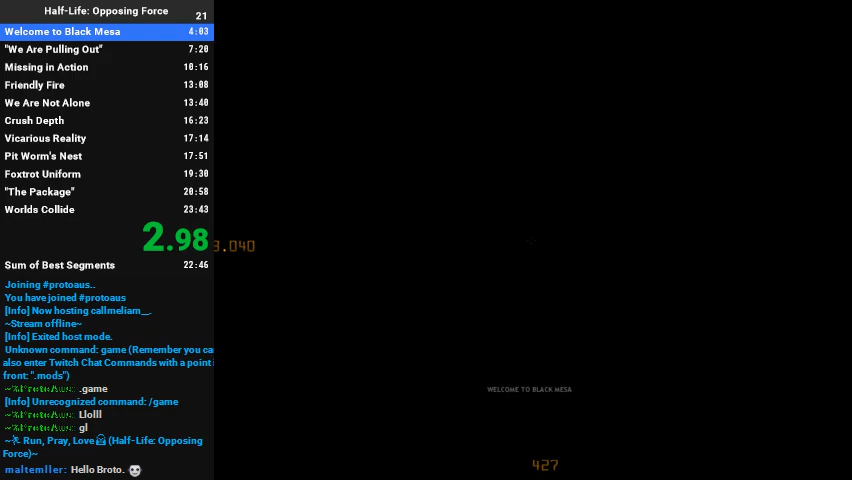 Half-Life: Opposing Force
21
Welcome to Black Mesa 4:03
"We Are Pulling Out" 7:20
Missing in Action 10:16
Friendly Fire 13:08
We Are Not Alone 13:40
Crush Depth 16:23
Vicarious Reality 17:14
Pit Worm's Nest 17:51
Foxtrot Uniform 19:30
"The Package" 20:58
Worlds Collide 23:43
2.98
3.040
Sum of Best Segments 22:46
Joining #protoaus..
You have joined #protoaus
[Info] Now hosting callmeliam__.
~Stream offline~
[Info] Exited host mode.
Unknown command: game (Remember you can
also enter Twitch Chat Commands with a point i
front: ".mods")
: .game
[Info] Unrecognized command: /game
: Llolll
: gl
~ Run, Pray, Love (Half-Life: Opposing
Force)~
maltemller: Hello Broto.
WELCOME TO BLACK MESA
427